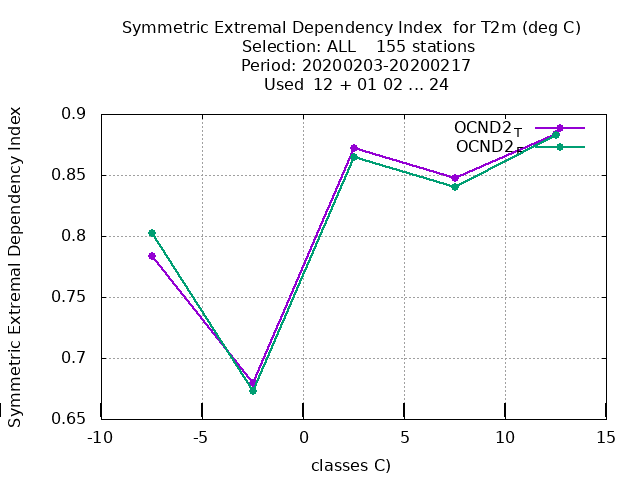 Symmetric Extremal Dependency Index for T2m (deg C)
Selection: ALL 155 stations
Period: 20200203-20200217
Used 12 + 01 02 ... 24
OCND2_T
OCND2_F
Symmetric Extremal Dependency Index
0.9
0.85
0.8
0.75
0.7
0.65
-10 -5 0 5 10 15
classes C)